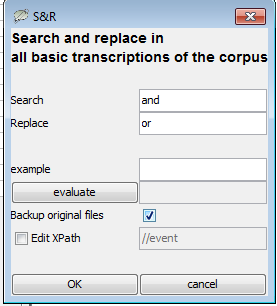 S&R
Search and replace in
all basic transcriptions of the corpus
Search and
Replace or
example
evaluate
Backup original files
Edit XPath //event
OK cancel